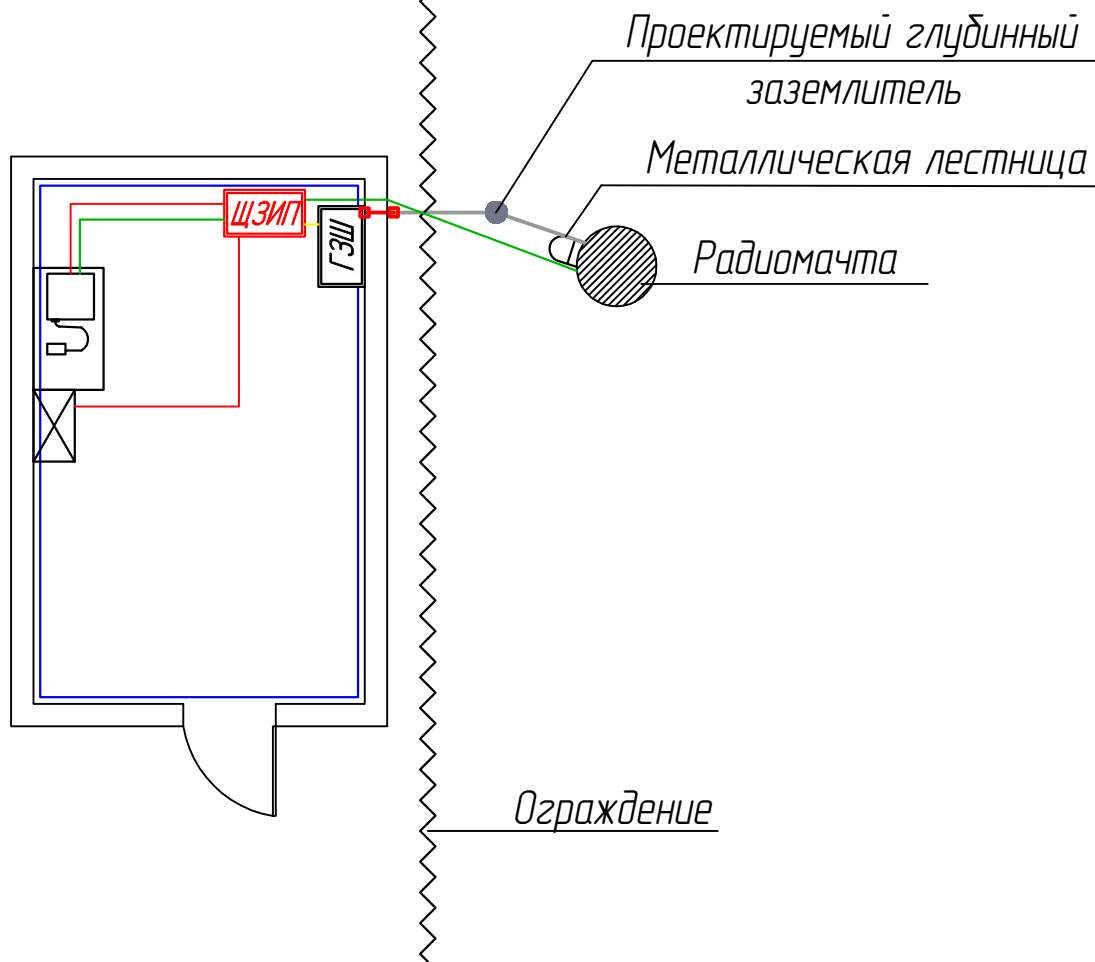 Проектируемый глубинный
заземлитель
Металлическая лестница
ЩЗИП
ГЗШ
Радиомачта
Ограждение